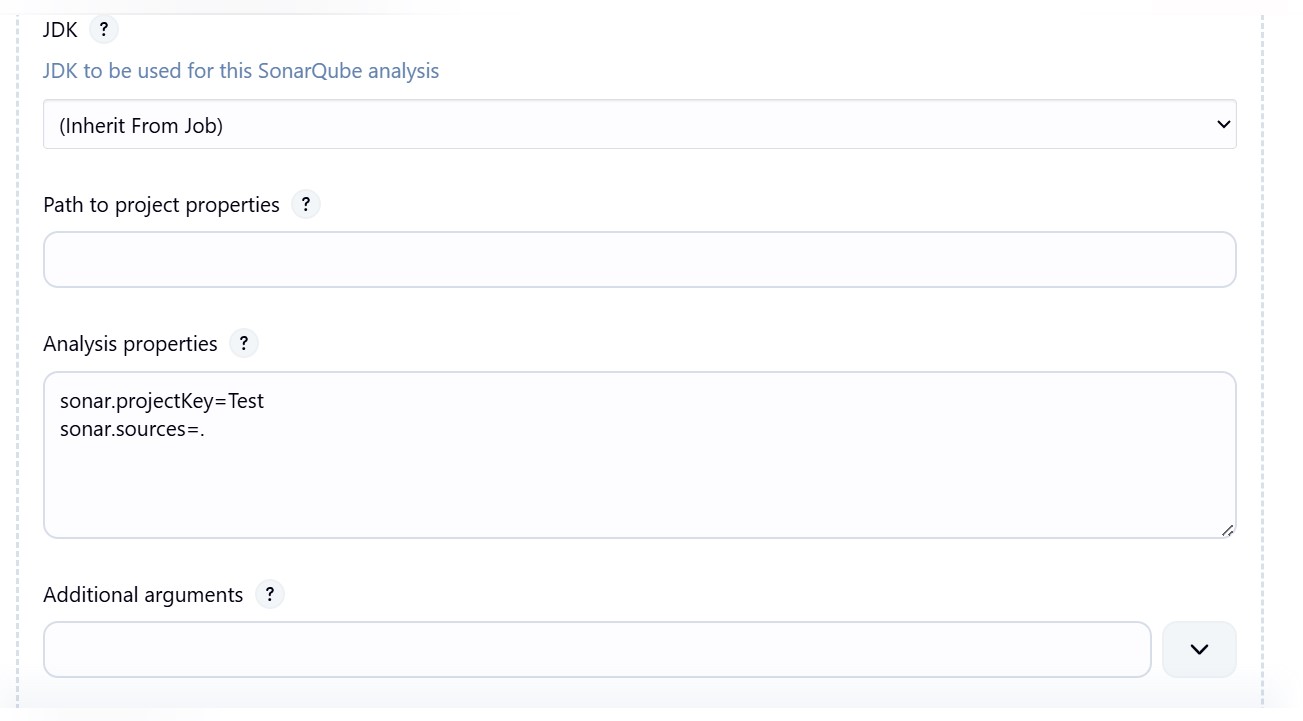 JDK ?
JDK to be used for this SonarQube analysis
(Inherit From Job)
Path to project properties ?
Analysis properties ?
sonar.projectKey=Test
sonar.sources=.
Additional arguments ?